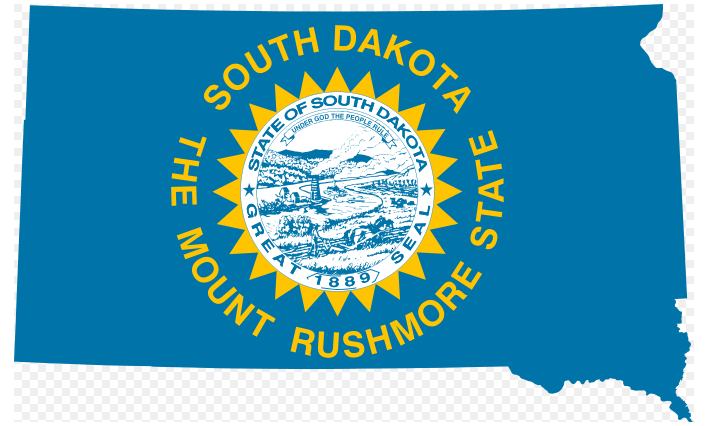 SOUTH DAKOTA
THE MOUNT RUSHMORE STATE
STATE OF SOUTH DAKOTA
UNDER GOD THE PEOPLE RULE
GREAT SEAL
1889